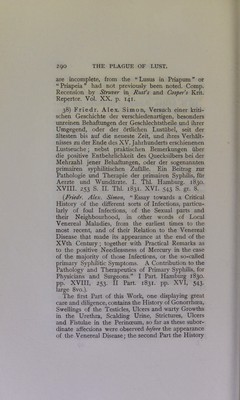 290 THE PLAGUE OF LUST.
are incomplete, from the "Lusus in Priapum" or
"Priapeia" had not previously been noted. Comp.
Recension by Struver in Rust's and Casper's Krit.
Repertor. Vol. XX. p. 141.
38) Friedr. Alex. Simon, Versuch einer kriti-
schen Geschichte der verschiedenartigen, besonders
unreinen Behaftungen der Geschlechtstheile und ihrer
Umgegend, oder der örtlichen Lustübel, seit der
ältesten bis auf die neueste Zeit, und ihres Verhält-
nisses an der Ende des XV. Jahrhunderts erschienenen
Lustseuche; nebst praktischen Bemerkungen über
die positive Entbehrlichkeit des Quecksilbers bei der
Mehrzahl jener Behaftungen, oder der sogenannten
primairen syphilitischen Zufälle. Ein Beitrag zur
Pathologie und Therapie der primairen Syphilis, für
Aerzte und Wundärzte. I. Thl. Hamburg. 1830.
XVIII. 253 S. II. Thl. 1831. XVI. 543 S. gr. 8.
(Friedr. Alex. Simon, "Essay towards a Critical
History of the different sorts of Infections, particu-
larly of foul Infections, of the Sexual parts and
their Neighbourhood, in other words of Local
Venereal Maladies, from the earliest times to the
most recent, and of their Relation to the Venereal
Disease that made its appearance at the end of the
XVth Century; together with Practical Remarks as
to the positive Needlessness of Mercury in the case
of the majority of those Infections, or the so-called
primary Syphilitic Symptoms. A Contribution to the
Pathology and Therapeutics of Primary Syphilis, for
Physicians and Surgeons." I Part. Hamburg 1830.
pp. XVIII, 253. II Part. 1831. pp. XVI, 543.
large 8vo.).
The first Part of this Work, one displaying great
care and diligence, contains the History of Gonorrhœa,
Swellings of the Testicles, Ulcers and warty Growths
in the Urethra, Scalding Urine, Strictures, Ulcers
and Fistulae in the Perinæum, so far as these subor-
dinate affections were observed before the appearance
of the Venereal Disease; the second Part the History